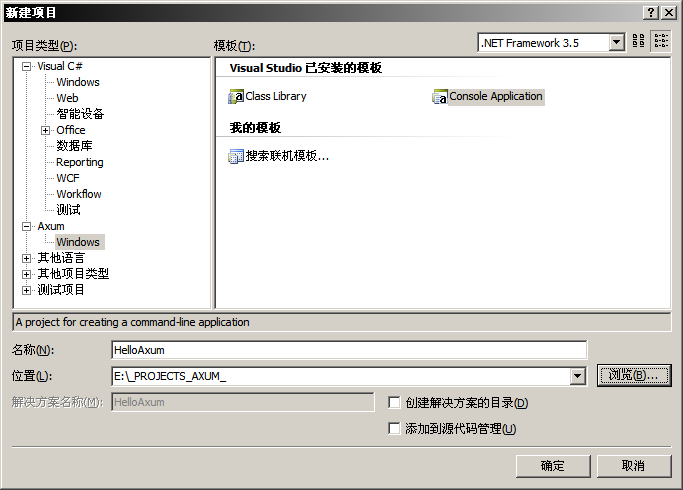 新建项目
项目类型(P):
模板(T):
.NET Framework 3.5
Visual C#
Windows
Web
智能设备
Office
数据库
Reporting
WCF
Workflow
测试
Axum
Windows
其他语言
其他项目类型
测试项目
Visual Studio 已安装的模板
Class Library
Console Application
我的模板
搜索联机模板...
A project for creating a command-line application
名称(N):
HelloAxum
位置(L):
E:\_PROJECTS_AXUM_
浏览(B)...
解决方案名称(M):
HelloAxum
创建解决方案的目录(D)
添加到源代码管理(U)
确定
取消